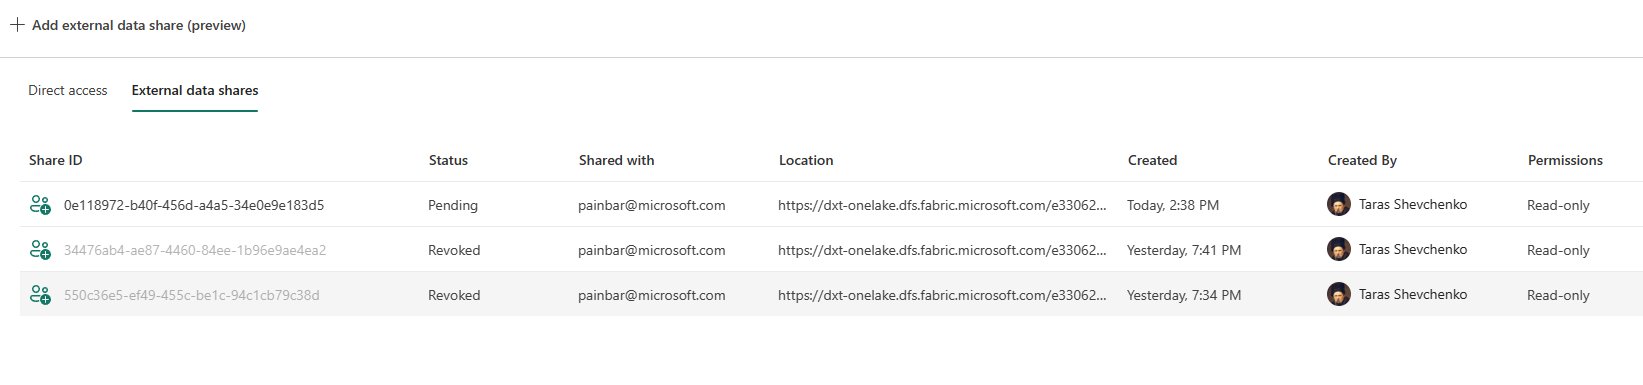 Add external data share (preview)
Direct access External data shares
Share ID Status Shared with Location Created Created By Permissions
0e118972-b40f-456d-a4a5-34e0e9e183d5 Pending painbar@microsoft.com https://dxt-onelake.dfs.fabric.microsoft.com/e33062... Today, 2:38 PM Taras Shevchenko Read-only
34476ab4-ae87-4460-84ee-1b96e9ae4ea2 Revoked painbar@microsoft.com https://dxt-onelake.dfs.fabric.microsoft.com/e33062... Yesterday, 7:41 PM Taras Shevchenko Read-only
550c36e5-ef49-455c-be1c-94c1cb79c38d Revoked painbar@microsoft.com https://dxt-onelake.dfs.fabric.microsoft.com/e33062... Yesterday, 7:34 PM Taras Shevchenko Read-only